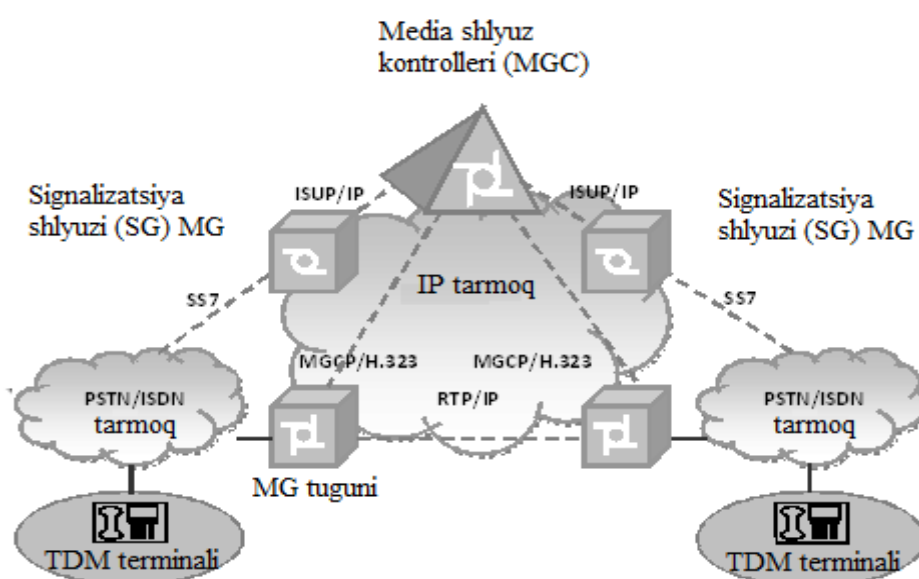 Media shlyuz
kontrolleri (MGC)
Signalizatsiya
shlyuzi (SG) MG
ISUP/IP
ISUP/IP
Signalizatsiya
shlyuzi (SG) MG
IP tarmoq
SS7
SS7
MGCP/H.323
MGCP/H.323
PSTN/ISDN
tarmoq
RTP/IP
PSTN/ISDN
tarmoq
MG tuguni
TDM terminali
TDM terminali